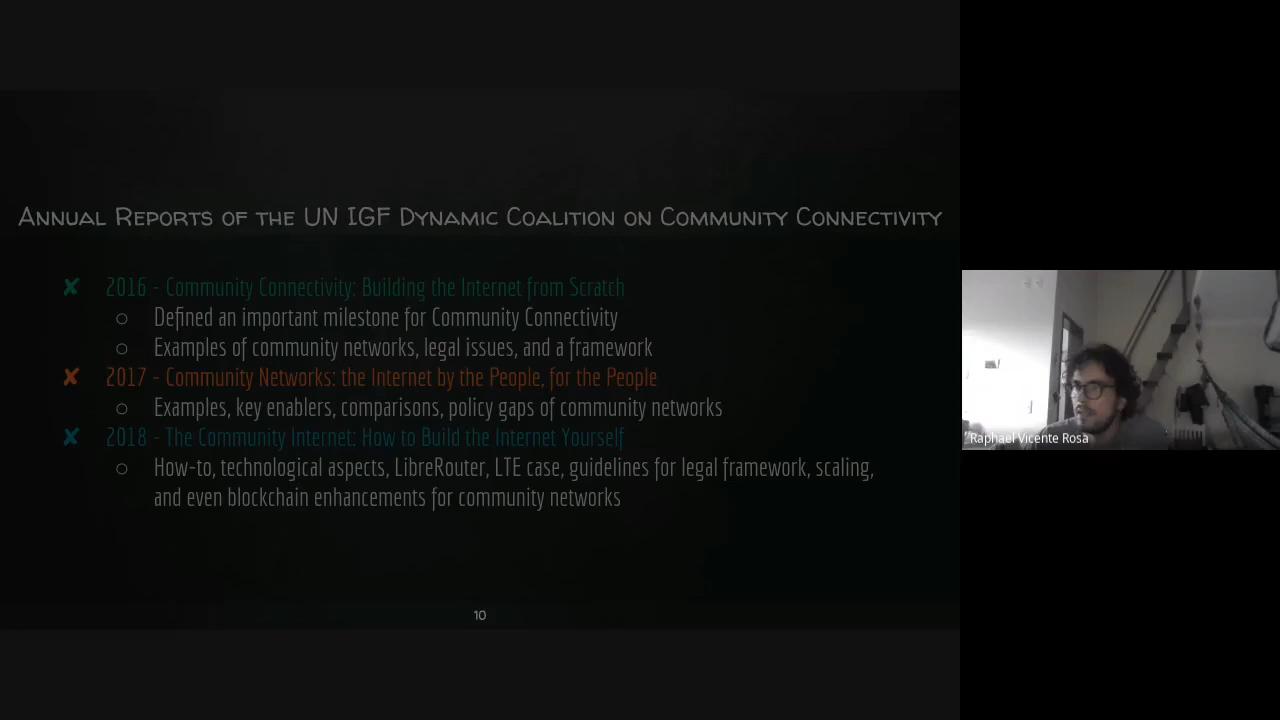 Annual Reports of the UN IGF Dynamic Coalition on Community Connectivity
✘ 2016 - Community Connectivity: Building the Internet from Scratch
○ Defined an important milestone for Community Connectivity
○ Examples of community networks, legal issues, and a framework
✘ 2017 - Community Networks: the Internet by the People, for the People
○ Examples, key enablers, comparisons, policy gaps of community networks
✘ 2018 - The Community Internet: How to Build the Internet Yourself
○ How-to, technological aspects, LibreRouter, LTE case, guidelines for legal framework, scaling,
and even blockchain enhancements for community networks
10
Raphael Vicente Rosa